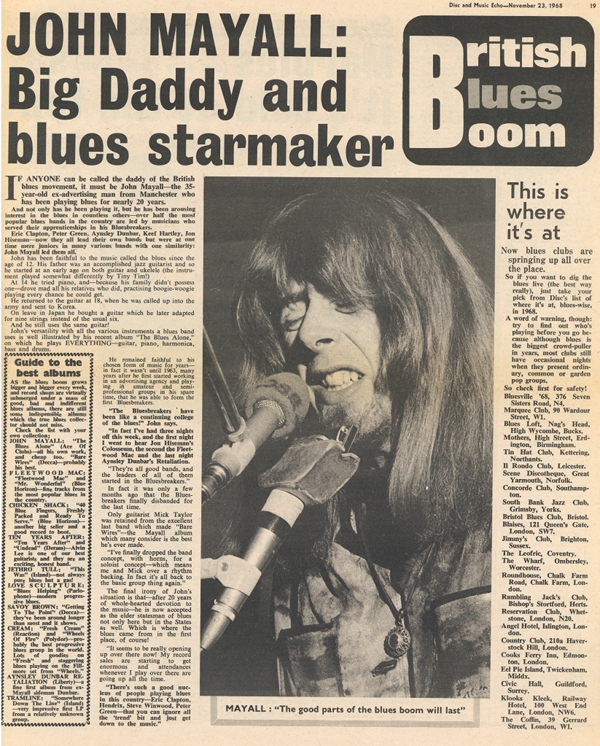 Disc and Music Echo—November 23, 1968 19
JOHN MAYALL:
Big Daddy and
blues starmaker
British
Blues
Boom
IF ANYONE can be called the daddy of the British
blues movement, it must be John Mayall—the 35-
year-old ex-advertising man from Manchester who
has been playing blues for nearly 20 years.
And not only has he been playing it, but he has been arousing
interest in the blues in countless others—over half the most
popular blues bands in the country are led by musicians who
served their apprenticeships in his Bluesbreakers.
Eric Clapton, Peter Green, Aynsley Dunbar, Keef Hartley, Jon
Hiseman—now they all lead their own bands but were at one
time mere juniors in many various bands with one similarity:
John Mayall led them all.
John has been faithful to the music called the blues since the
age of 12. His father was an accomplished jazz guitarist and so
he started at an early age on both guitar and ukelele (the instru-
ment played somewhat differently by Tiny Tim!)
At 14 he tried piano, and—because his family didn't possess
one—drove mad all his relatives who did, practising boogie-woogie
playing every chance he could get.
He returned to the guitar at 18, when he was called up into the
army and sent to Korea.
On leave in Japan he bought a guitar which he later adapted
for nine strings instead of the usual six.
And he still uses the same guitar!
John's versatility with all the various instruments a blues band
uses is well illustrated by his recent album "The Blues Alone,"
on which he plays EVERYTHING—guitar, piano, harmonica,
bass and drums.
Guide to the
best albums
AS the blues boom grows
bigger and bigger every week,
and record shops are virtually
submerged under a mass of
good, bad and indifferent
blues albums, there are still
some indispensible albums
which the true blues collec-
tor should not miss.
Check the list with your
own collection:
JOHN MAYALL: "The
Blues Alone" (Ace Of
Clubs)—all his own work,
and cheap too. "Bare
Wires" (Decca)—probably
his best.
FLEETWOOD MAC:
"Fleetwood Mac" and
"Mr. Wonderful" (Blue
Horizon)—fine tracks from
the most popular blues in
the country.
CHICKEN SHACK: "40
Blue Fingers, Freshly
Packed and Ready To
Serve." (Blue Horizon)—
another big seller and a
good record to boot.
TEN YEARS AFTER:
"Ten Years After" and
"Undead" (Deram)—Alvin
Lee is one of our best
guitarists and they are an
exciting, honest band.
JETHRO TULL: "This
Was" (Island)—not always
pure blues but a gas!
LOVE SCULPTURE:
"Blues Helping" (Parlo-
phone)—modern progres-
sive blues.
SAVOY BROWN: "Getting
To The Point" (Decca)—
they've been around longer
than most and it shows.
CREAM: "Fresh Cream"
(Reaction) and "Wheels
Of Fire" (Polydor)—pro-
bably the best progressive
blues group in the world.
Lots of goodies on
"Fresh" and staggering
blues playing on the Fill-
more set from "Wheels."
AYNSLEY DUNBAR RE-
TALIATION (Liberty)—a
fine first album from ex-
Mayall sideman Dunbar.
TRAMLINE: "Somewhere
Down The Line" (Island)
—very impressive first LP
from a relatively unknown
group.
He remained faithful to his
chosen form of music for years—
in fact it wasn't until 1963, many
years after he first started working
in an advertising agency and play-
ing in amateur and semi-
professional groups in his spare
time, that he was able to form the
first Bluesbreakers.
"The Bluesbreakers have
been like a continuing college
of the blues!" John says.
"In fact I've had three nights
off this week, and the first night
I went to hear Jon Hiseman's
Colosseum, the second the Fleet-
wood Mac and the last night
Aynsley Dunbar's Retaliation.
"They're all good bands, and
the leaders of all of them
started in the Bluesbreakers."
In fact it was only a few
months ago that the Blues-
breakers finally disbanded for
the last time.
Only guitarist Mick Taylor
was retained from the excellent
last band which made "Bare
Wires"—the Mayall album
which many consider is the best
he's ever made.
"I've finally dropped the band
concept, with horns, for a
soloist concept—which means
me and Mick over a rhythm
backing. In fact it's all back to
the basic group thing again."
The final irony of John's
situation is that—after 20 years
of whole-hearted devotion to
the music—he is now accepted
as the elder statesman of blues
not only here but in the States
as well. Which is where the
blues came from in the first
place, of course!
"It seems to be really opening
up over there now! My record
sales are starting to get
enormous and attendances
whenever I play over there are
going up all the time.
"There's such a good nuc-
leus of people playing blues
in this country—Eric Clapton,
Hendrix, Steve Winwood, Peter
Green—that you can ignore all
the 'trend' bit and just get
down to the music."
MAYALL : "The good parts of the blues boom will last"
This is
where
it's at
Now blues clubs are
springing up all over
the place.
So if you want to dig the
blues live (the best way
really), just take your
pick from Disc's list of
where it's at, blues-wise,
in 1968.
A word of warning, though:
try to find out who's
playing before you go be-
cause although blues is
the biggest crowd-puller
in years, most clubs still
have occasional nights
when they present ordin-
ary, common or garden
pop groups.
So check first for safety!
Bluesville '68, 376 Seven
Sisters Road, N4.
Marquee Club, 90 Wardour
Street, W1.
Blues Loft, Nag's Head,
High Wycombe, Bucks.
Mothers, High Street, Erd-
ington, Birmingham.
Tin Hat Club, Kettering,
Northants.
Il Rondo Club, Leicester.
Scene Discotheque, Great
Yarmouth, Norfolk.
Concorde Club, Southamp-
ton.
South Bank Jazz Club,
Grimsby, Yorks.
Bristol Blues Club, Bristol.
Blaises, 121 Queen's Gate,
London, SW7.
Jimmy's Club, Brighton,
Sussex.
The Leofric, Coventry.
The Wharf, Ombersley,
Worcester.
Roundhouse, Chalk Farm
Road, Chalk Farm, Lon-
don.
Rambling Jack's Club,
Bishop's Stortford, Herts.
Reservation Club, Whet-
stone, London, N20.
Angel Hotel, Islington, Lon-
don.
Country Club, 210a Haver-
stock Hill, London.
Cooks Ferry Inn, Edmon-
ton, London.
Eel Pie Island, Twickenham,
Middx.
Civic Hall, Guildford,
Surrey.
Klooks Kleek, Railway
Hotel, 100 West End
Lane, London, NW6.
The Coffin, 39 Gerrard
Street, London, W1.